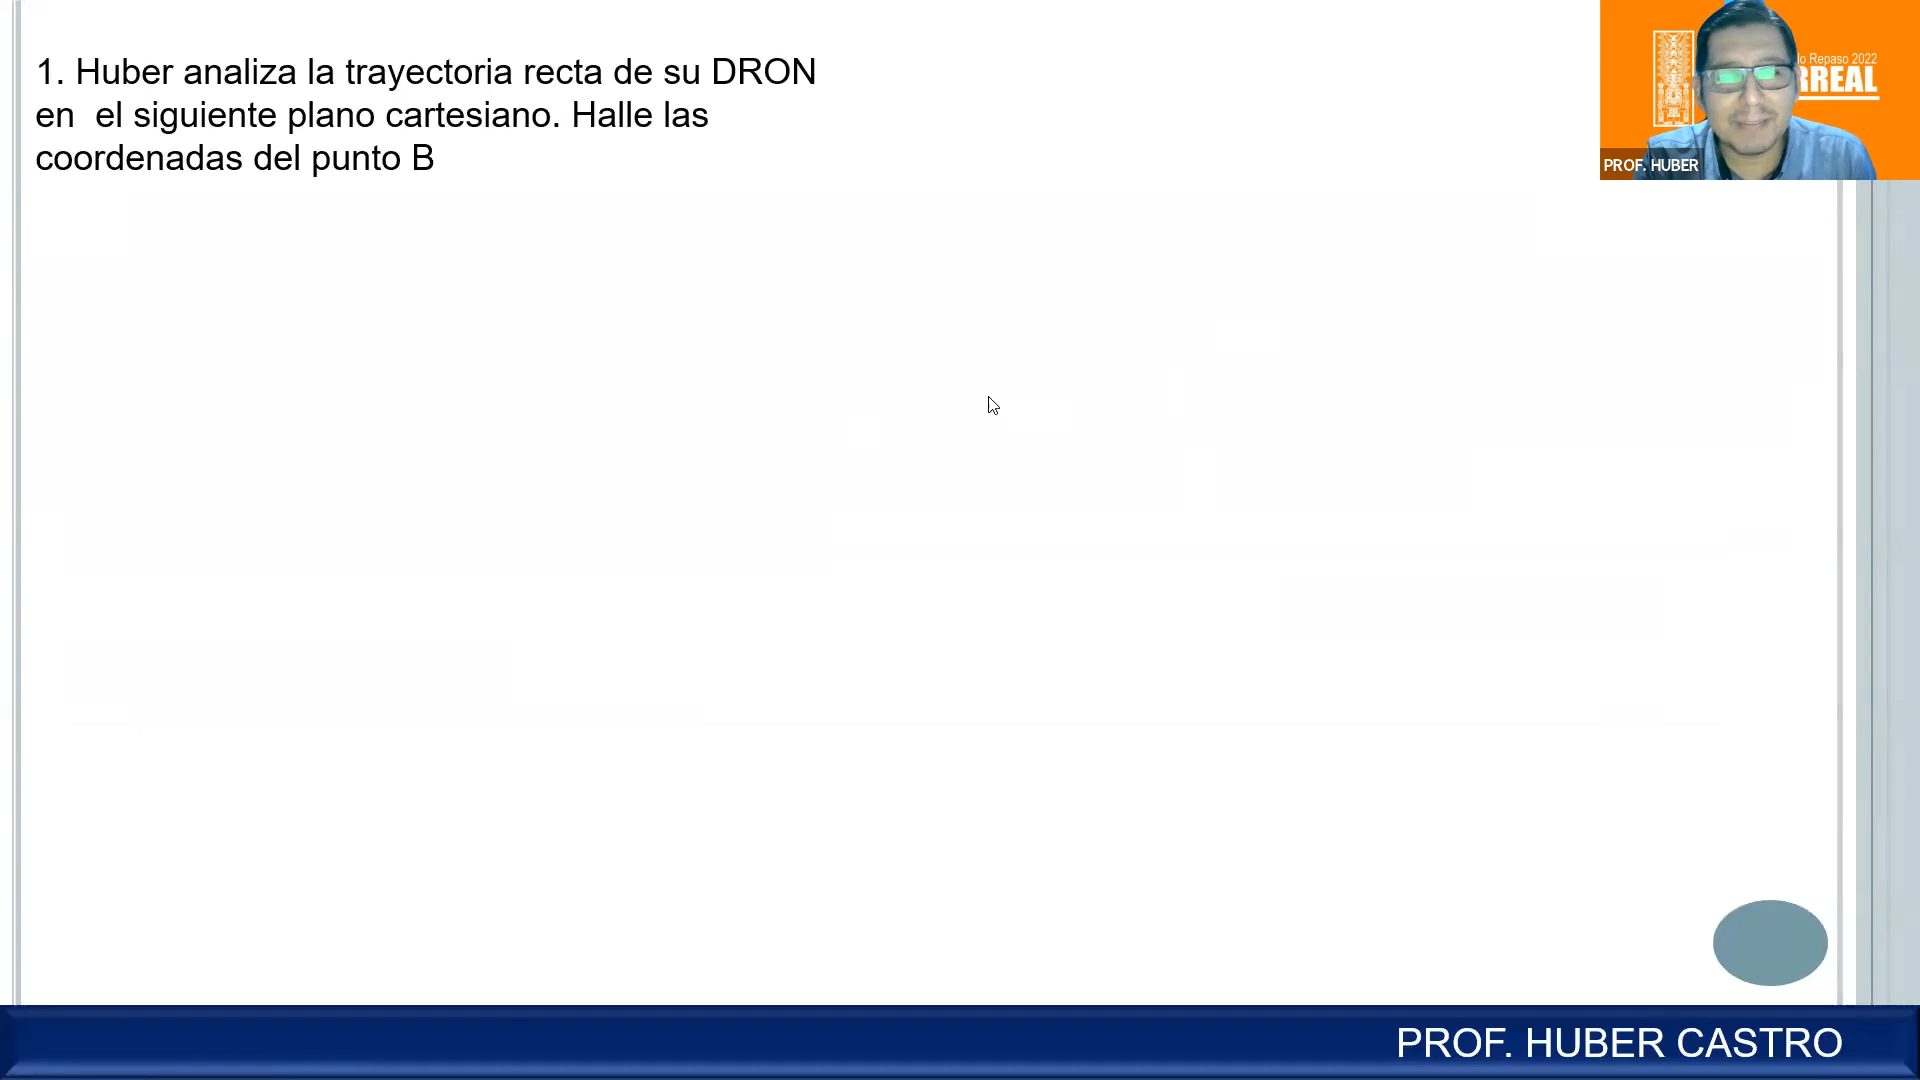 1. Huber analiza la trayectoria recta de su DRON
en  el siguiente plano cartesiano. Halle las
coordenadas del punto B
lo Repaso 2022
RREAL
PROF. HUBER
PROF. HUBER CASTRO